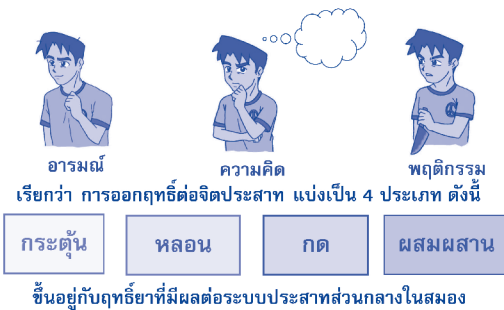 อารมณ์ ความคิด พฤติกรรม
เรียกว่า การออกฤทธิ์ต่อจิตประสาท แบ่งเป็น 4 ประเภท ดังนี้
กระตุ้น หลอน กด ผสมผสาน
ขึ้นอยู่กับฤทธิ์ยาที่มีผลต่อระบบประสาทส่วนกลางในสมอง